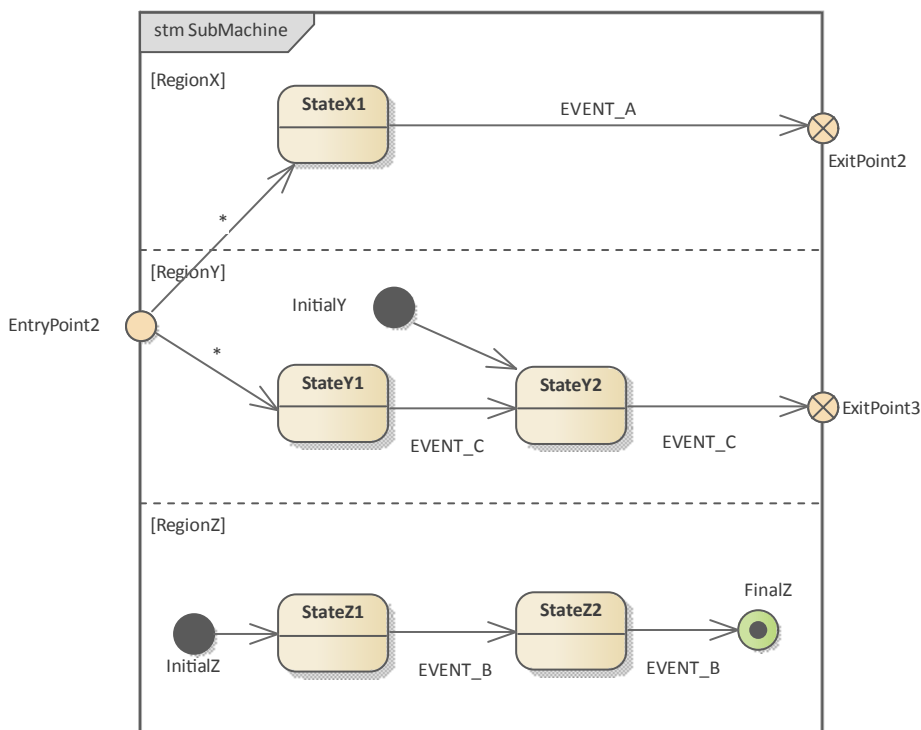 stm SubMachine
[RegionX]
StateX1
EVENT_A
ExitPoint2
*
[RegionY]
InitialY
EntryPoint2
*
StateY1
StateY2
ExitPoint3
EVENT_C
EVENT_C
[RegionZ]
FinalZ
StateZ1
StateZ2
InitialZ
EVENT_B
EVENT_B